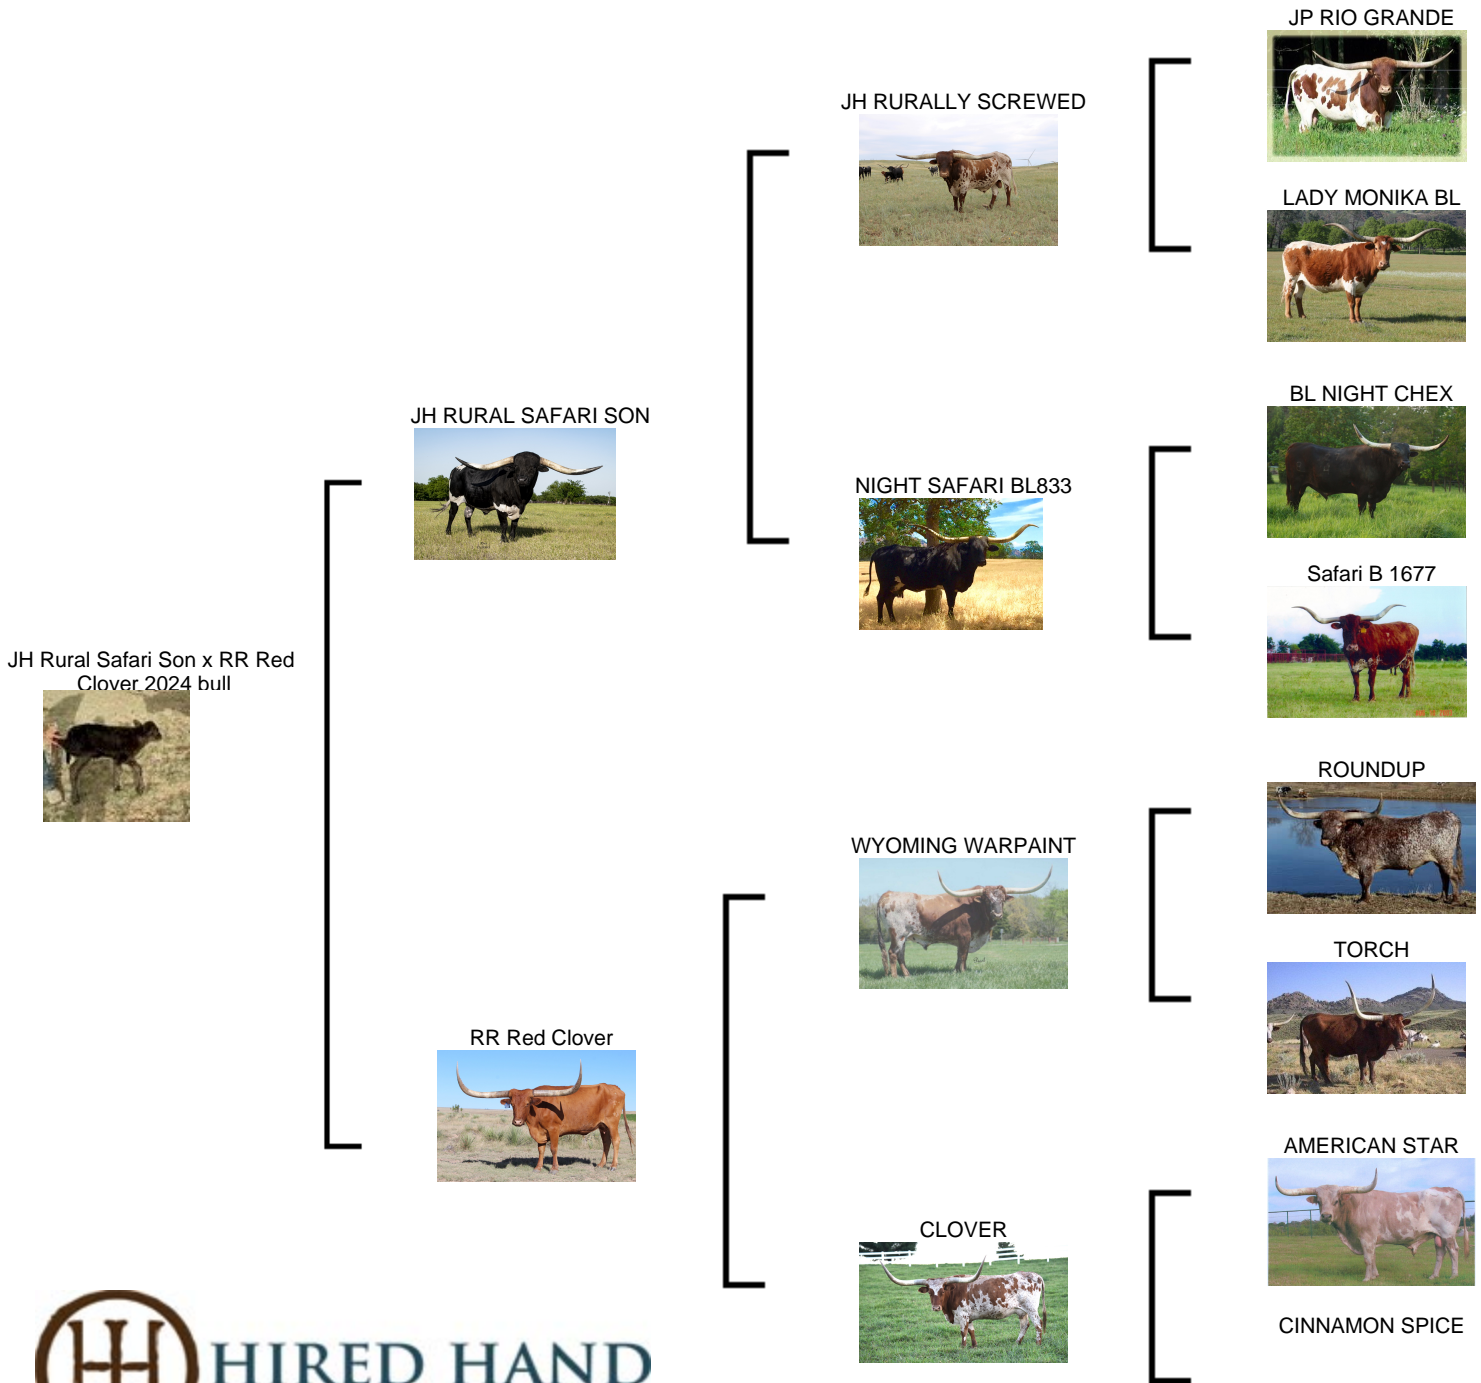 JP RIO GRANDE
JH RURALLY SCREWED
LADY MONIKA BL
BL NIGHT CHEX
JH RURAL SAFARI SON
NIGHT SAFARI BL833
Safari B 1677
JH Rural Safari Son x RR Red
Clover 2024 bull
ROUNDUP
WYOMING WARPAINT
TORCH
RR Red Clover
AMERICAN STAR
CLOVER
CINNAMON SPICE
HIRED HAND